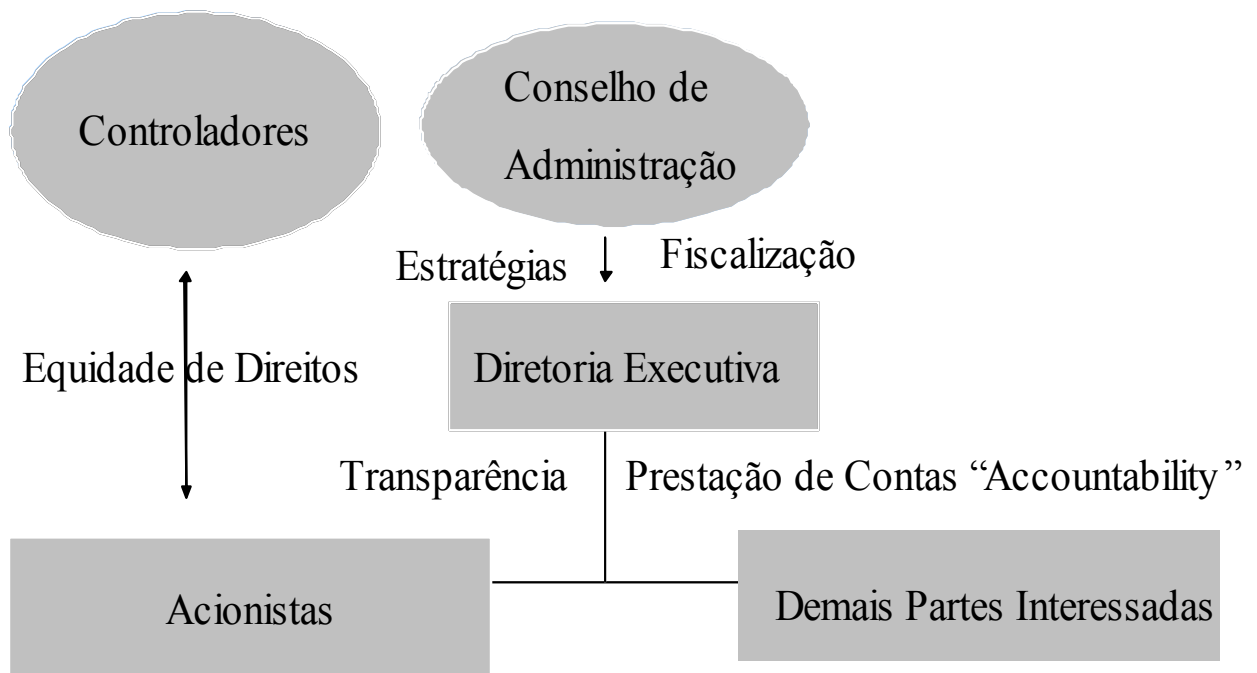 Controladores
Conselho de
Administração
Estratégias
Fiscalização
Equidade de Direitos
Diretoria Executiva
Transparência
Prestação de Contas “Accountability”
Acionistas
Demais Partes Interessadas